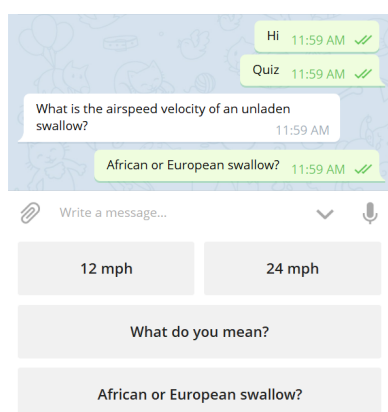 Hi 11:59 AM
Quiz 11:59 AM
What is the airspeed velocity of an unladen
swallow?
11:59 AM
African or European swallow? 11:59 AM
Write a message...
12 mph 24 mph
What do you mean?
African or European swallow?